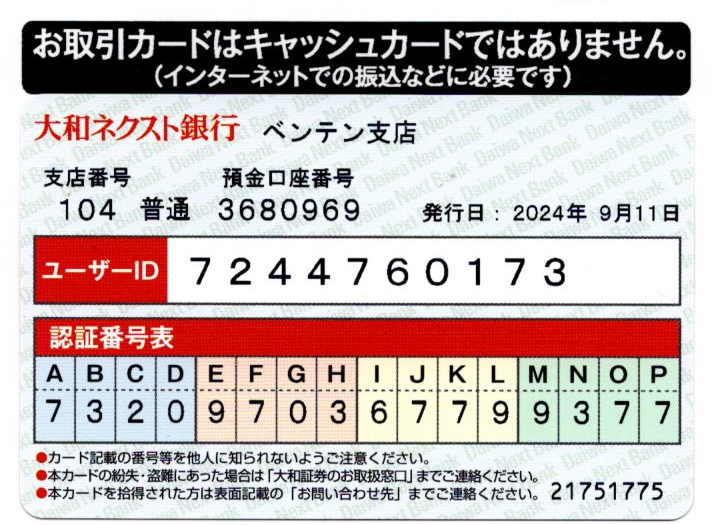 お取引カードはキャッシュカードではありません。
(インターネットでの振込などに必要です)
大和ネクスト銀行 ベンテン支店
支店番号 預金口座番号
104 普通 3680969 発行日: 2024年 9月11日
ユーザーID 7244760173
認証番号表
A B C D E F G H I J K L M N O P
7 3 2 0 9 7 0 3 6 7 7 9 9 3 7 7
●カード記載の番号等を他人に知られないようご注意ください。
●本カードの紛失・盗難にあった場合は「大和証券のお取扱窓口」までご連絡ください。
●本カードを拾得された方は表面記載の「お問い合わせ先」までご連絡ください。 21751775